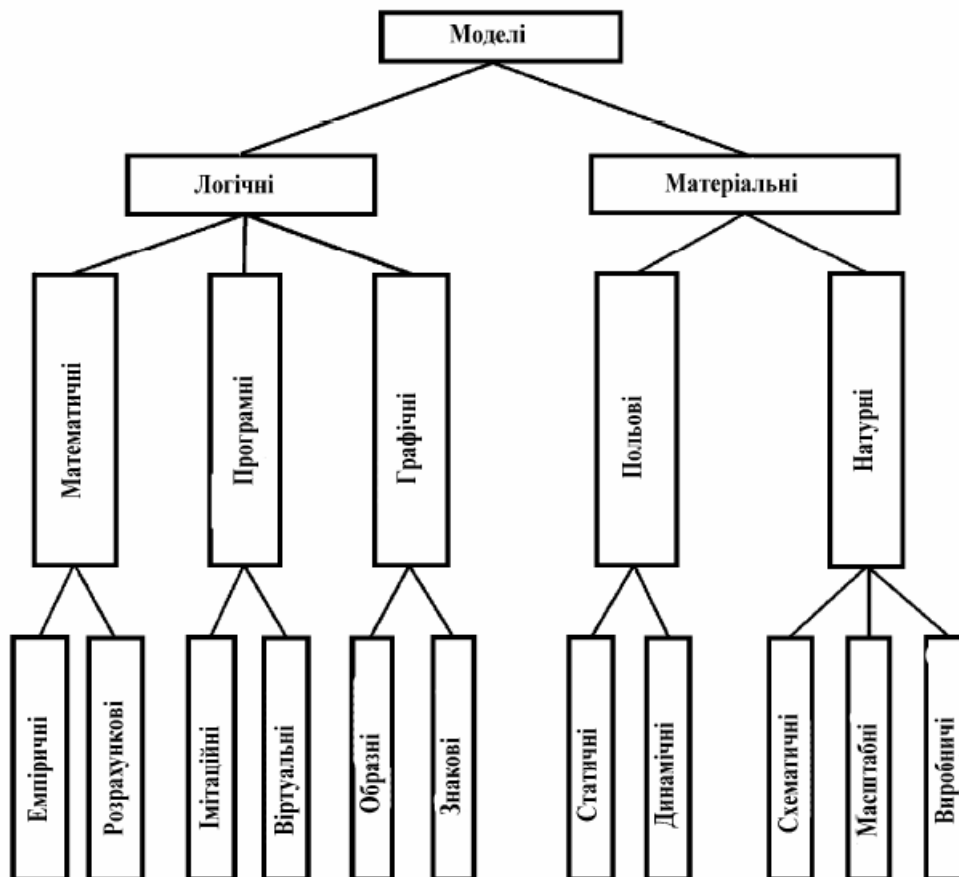 Моделі
Логічні
Матеріальні
Математичні
Програмні
Графічні
Польові
Натурні
Емпіричні
Розрахункові
Імітаційні
Віртуальні
Образні
Знакові
Статичні
Динамічні
Схематичні
Масштабні
Виробничі